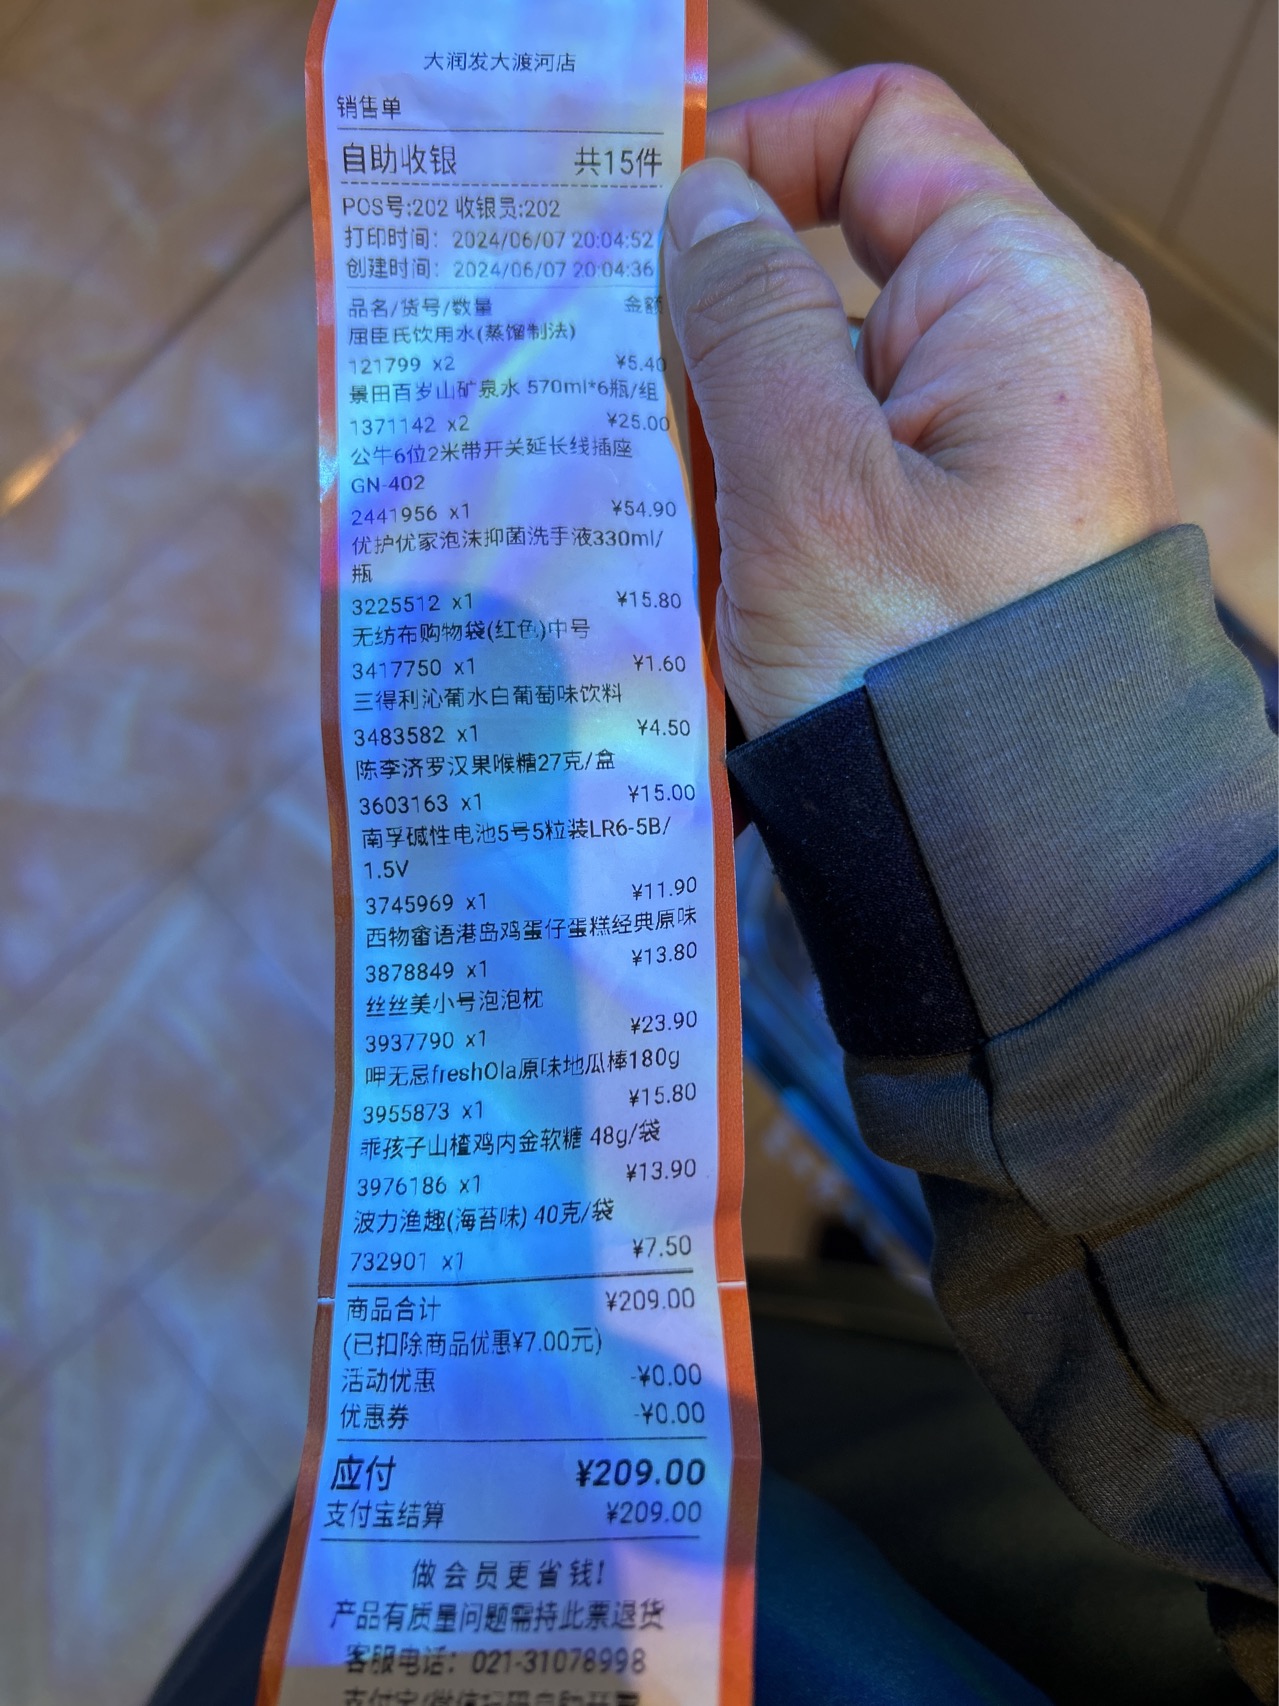 大润发大渡河店
销售单
自助收银 共15件
POS号:202 收银员:202
打印时间：2024/06/07 20:04:52
创建时间：2024/06/07 20:04:36
品名/货号/数量 金额
屈臣氏饮用水(蒸馏制法)
121799 x2 ¥5.40
景田百岁山矿泉水 570ml*6瓶/组
1371142 x2 ¥25.00
公牛6位2米带开关延长线插座
GN-402
2441956 x1 ¥54.90
优护优家泡沫抑菌洗手液330ml/
瓶
3225512 x1 ¥15.80
无纺布购物袋(红色)中号
3417750 x1 ¥1.60
三得利沁葡水白葡萄味饮料
3483582 x1 ¥4.50
陈李济罗汉果喉糖27克/盒
3603163 x1 ¥15.00
南孚碱性电池5号5粒装LR6-5B/
1.5V
3745969 x1 ¥11.90
西物畜语港岛鸡蛋仔蛋糕经典原味
3878849 x1 ¥13.80
丝丝美小号泡泡枕
3937790 x1 ¥23.90
呷无忌freshOla原味地瓜棒180g
3955873 x1 ¥15.80
乖孩子山楂鸡内金软糖 48g/袋
3976186 x1 ¥13.90
波力渔趣(海苔味) 40克/袋
732901 x1 ¥7.50
商品合计 ¥209.00
(已扣除商品优惠¥7.00元)
活动优惠 -¥0.00
优惠券 -¥0.00
应付 ¥209.00
支付宝结算 ¥209.00
做会员更省钱!
产品有质量问题需持此票退货
客服电话：021-31078998
支付宝/微信扫码自助开票